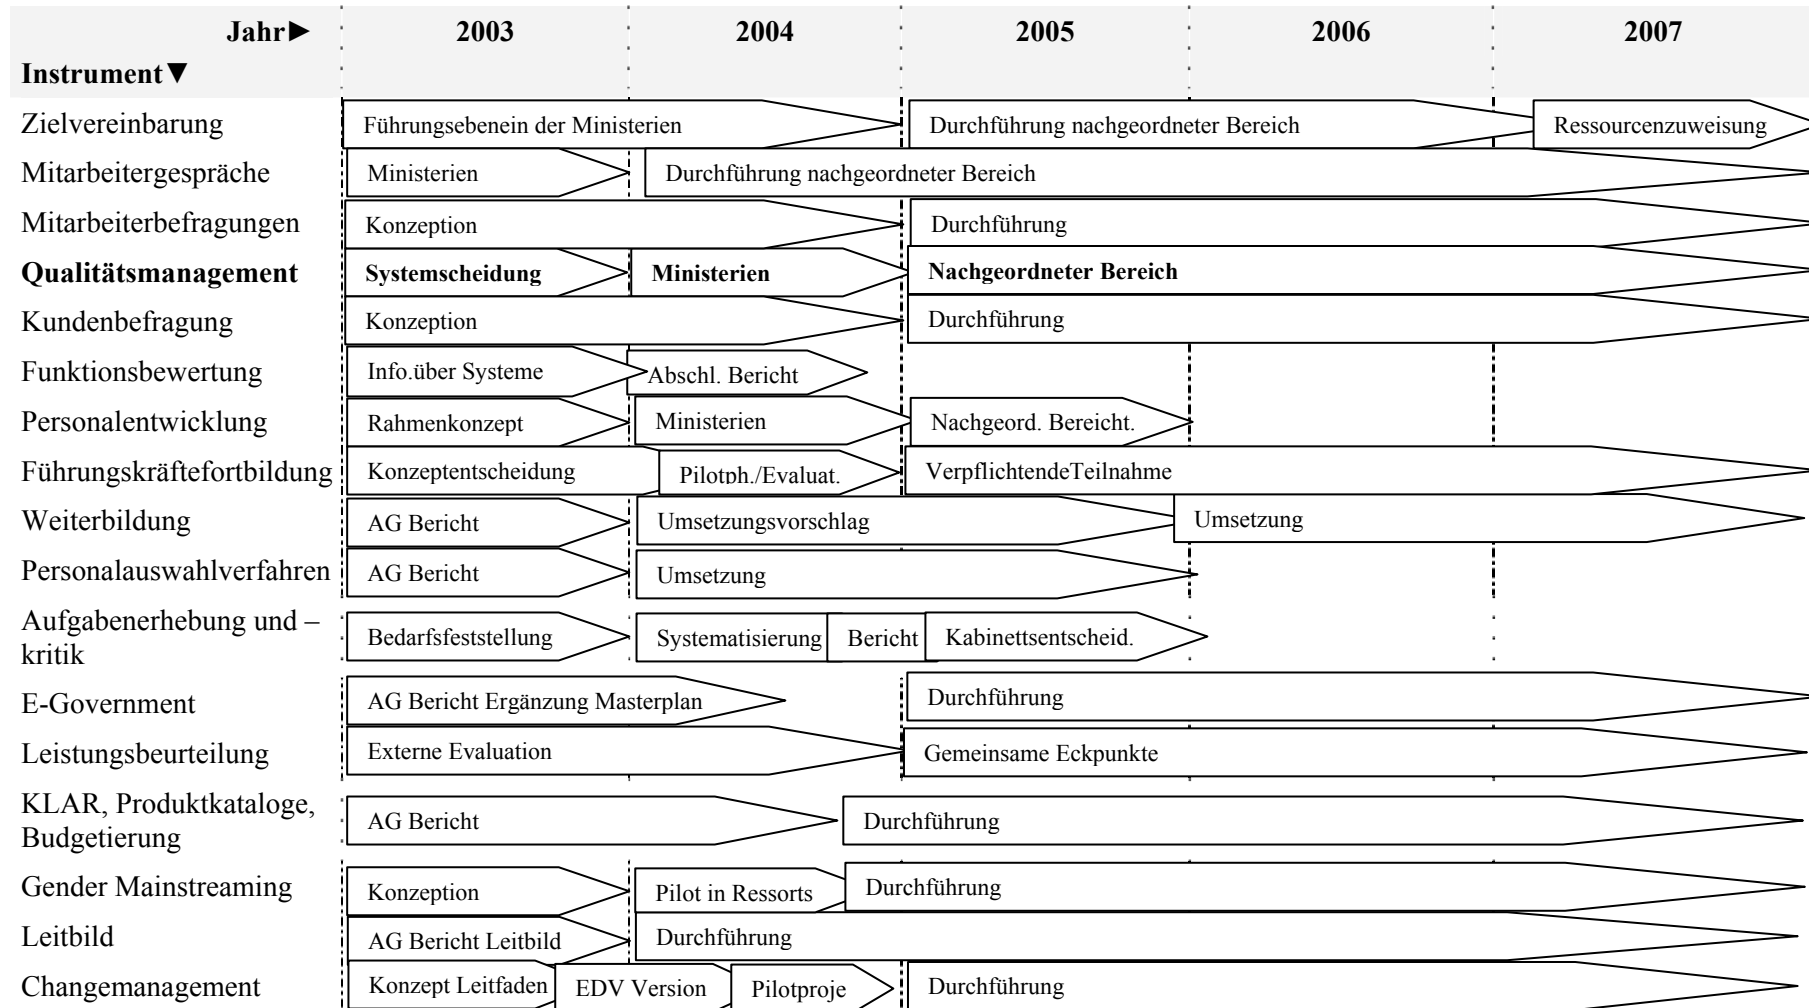 Jahr► 2003 2004 2005 2006 2007
Instrument▼
Zielvereinbarung Führungsebenein der Ministerien Durchführung nachgeordneter Bereich Ressourcenzuweisung
Mitarbeitergespräche Ministerien Durchführung nachgeordneter Bereich
Mitarbeiterbefragungen Konzeption Durchführung
Qualitätsmanagement Systemscheidung Ministerien Nachgeordneter Bereich
Kundenbefragung Konzeption Durchführung
Funktionsbewertung Info.über Systeme Abschl. Bericht
Personalentwicklung Rahmenkonzept Ministerien Nachgeord. Bereicht.
Führungskräftefortbildung Konzeptentscheidung Pilotph./Evaluat. VerpflichtendeTeilnahme
Weiterbildung AG Bericht Umsetzungsvorschlag Umsetzung
Personalauswahlverfahren AG Bericht Umsetzung
Aufgabenerhebung und –
kritik Bedarfsfeststellung Systematisierung Bericht Kabinettsentscheid.
E-Government AG Bericht Ergänzung Masterplan Durchführung
Leistungsbeurteilung Externe Evaluation Gemeinsame Eckpunkte
KLAR, Produktkataloge,
Budgetierung AG Bericht Durchführung
Gender Mainstreaming Konzeption Pilot in Ressorts Durchführung
Leitbild AG Bericht Leitbild Durchführung
Changemanagement Konzept Leitfaden EDV Version Pilotproje Durchführung